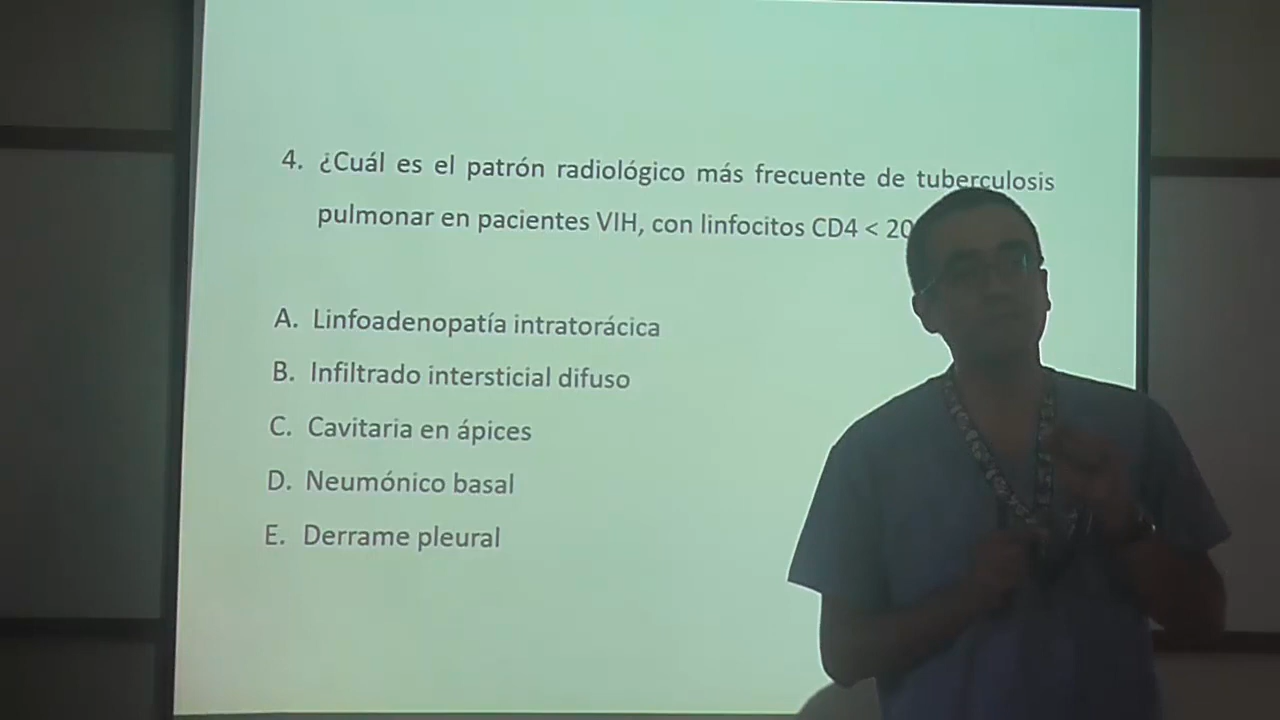 4. ¿Cuál es el patrón radiológico más frecuente de tuberculosis
pulmonar en pacientes VIH, con linfocitos CD4 < 20
A. Linfoadenopatía intratorácica
B. Infiltrado intersticial difuso
C. Cavitaria en ápices
D. Neumónico basal
E. Derrame pleural